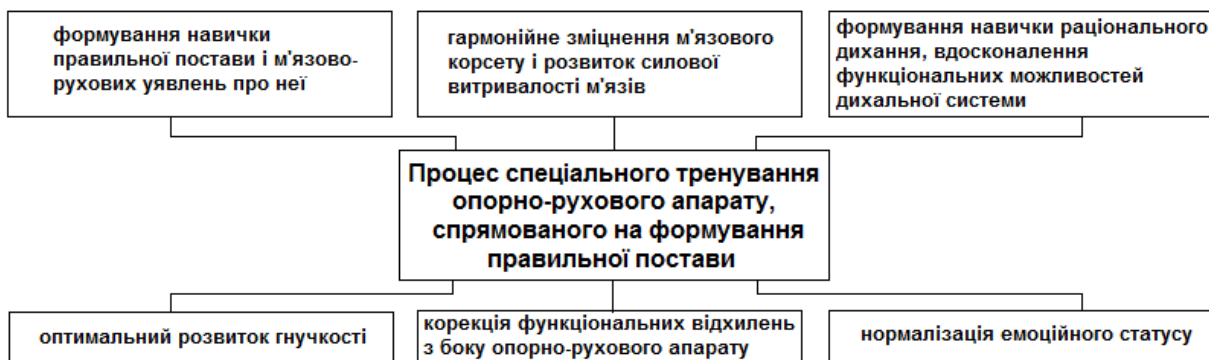 формування навички
правильної постави і м'язово-
рухових уявлень про неї
гармонійне зміцнення м'язового
корсету і розвиток силової
витривалості м'язів
формування навички раціонального
дихання, вдосконалення
функціональних можливостей
дихальної системи
Процес спеціального тренування
опорно-рухового апарату,
спрямованого на формування
правильної постави
оптимальний розвиток гнучкості
корекція функціональних відхилень
з боку опорно-рухового апарату
нормалізація емоційного статусу